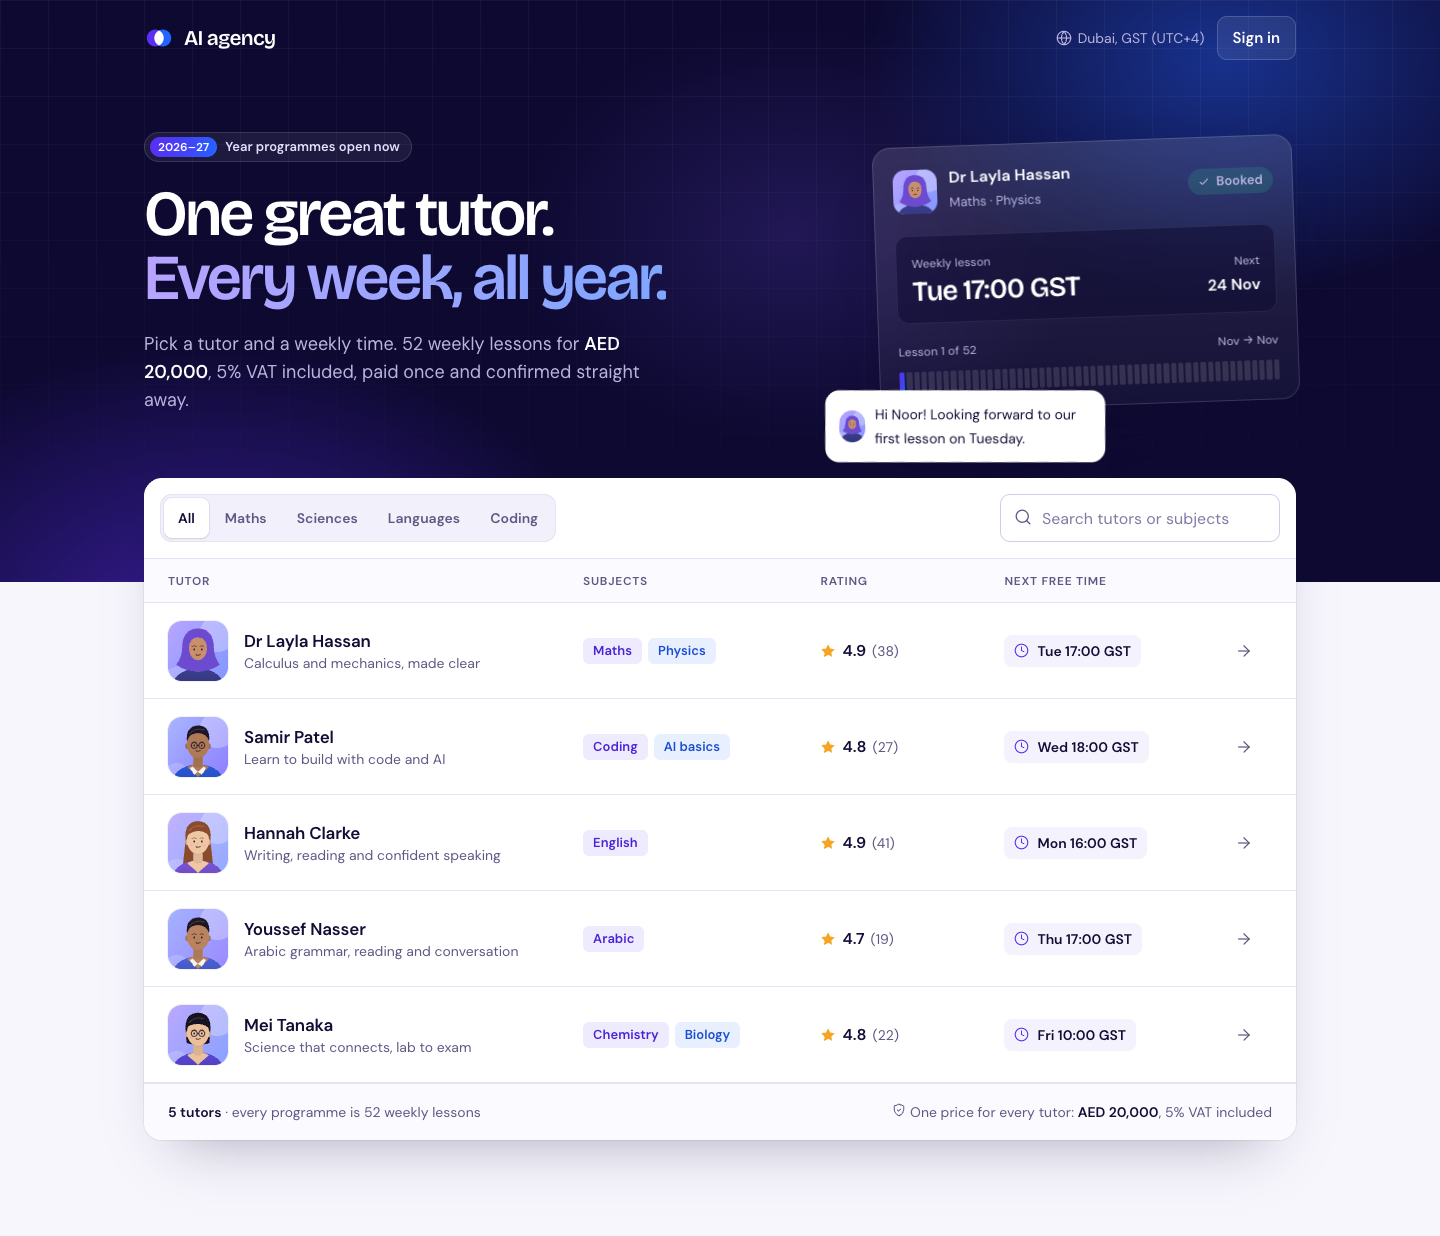 AI agency
Dubai, GST (UTC+4)
Sign in
2026–27 Year programmes open now
One great tutor.
Every week, all year.
Pick a tutor and a weekly time. 52 weekly lessons for AED
20,000, 5% VAT included, paid once and confirmed straight
away.
Dr Layla Hassan
Maths · Physics
Booked
Weekly lesson
Tue 17:00 GST
Next
24 Nov
Lesson 1 of 52
Nov → Nov
Hi Noor! Looking forward to our
first lesson on Tuesday.
All Maths Sciences Languages Coding
Search tutors or subjects
TUTOR SUBJECTS RATING NEXT FREE TIME
Dr Layla Hassan
Calculus and mechanics, made clear
Maths Physics
4.9 (38)
Tue 17:00 GST
Samir Patel
Learn to build with code and AI
Coding AI basics
4.8 (27)
Wed 18:00 GST
Hannah Clarke
Writing, reading and confident speaking
English
4.9 (41)
Mon 16:00 GST
Youssef Nasser
Arabic grammar, reading and conversation
Arabic
4.7 (19)
Thu 17:00 GST
Mei Tanaka
Science that connects, lab to exam
Chemistry Biology
4.8 (22)
Fri 10:00 GST
5 tutors · every programme is 52 weekly lessons
One price for every tutor: AED 20,000, 5% VAT included